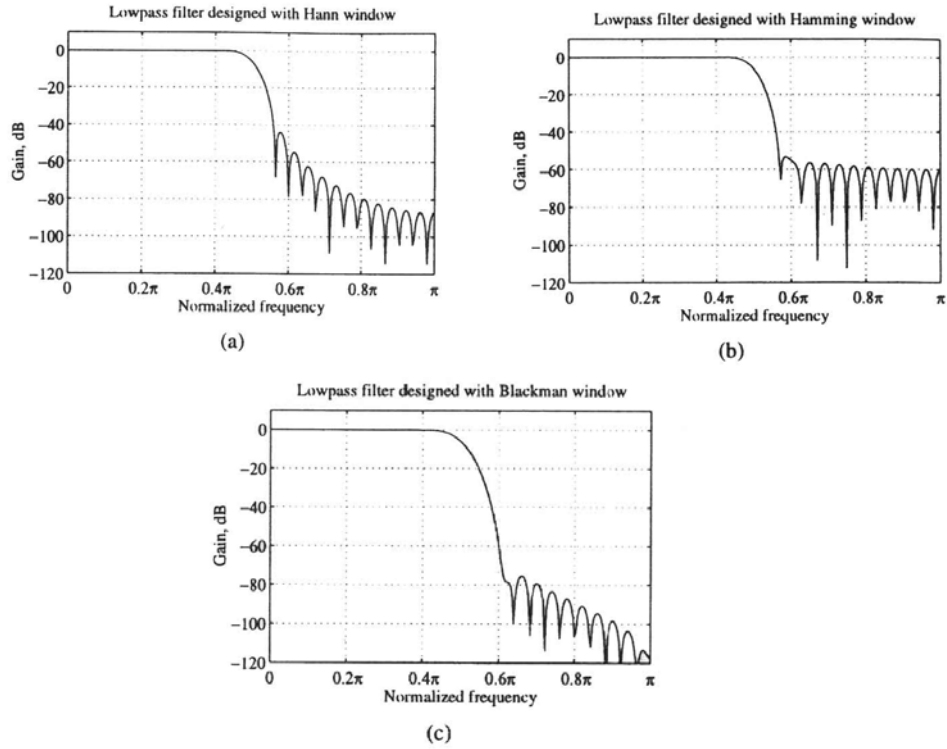 Lowpass filter designed with Hann window
0
−20
−40
−60
−80
−100
−120
Gain, dB
0 0.2π 0.4π 0.6π 0.8π π
Normalized frequency
(a)
Lowpass filter designed with Hamming window
0
−20
−40
−60
−80
−100
−120
Gain, dB
0 0.2π 0.4π 0.6π 0.8π π
Normalized frequency
(b)
Lowpass filter designed with Blackman window
0
−20
−40
−60
−80
−100
−120
Gain, dB
0 0.2π 0.4π 0.6π 0.8π π
Normalized frequency
(c)